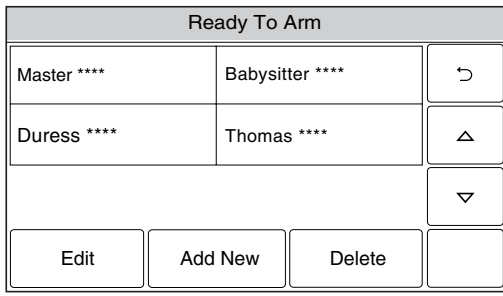 Ready To Arm
Master ****
Babysitter ****
Duress ****
Thomas ****
Edit
Add New
Delete